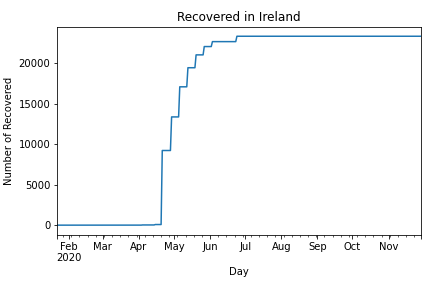 Recovered in Ireland
Number of Recovered
20000
15000
10000
5000
0
Feb Mar Apr May Jun Jul Aug Sep Oct Nov
2020
Day